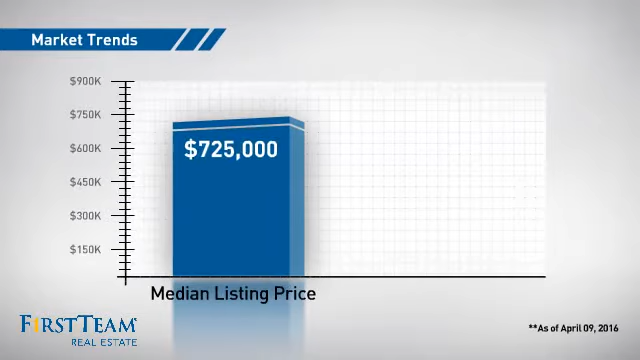 Market Trends
$900K
$750K
$600K
$450K
$300K
$150K
$725,000
Median Listing Price
FIRSTTEAM®
REAL ESTATE
**As of April 09, 2016